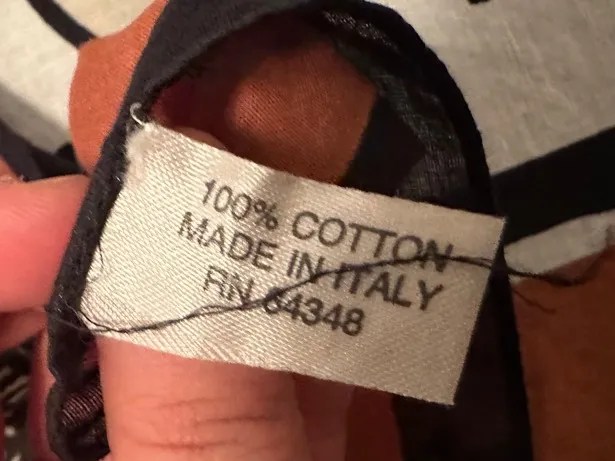 100% COTTON
MADE IN ITALY
RN 64348